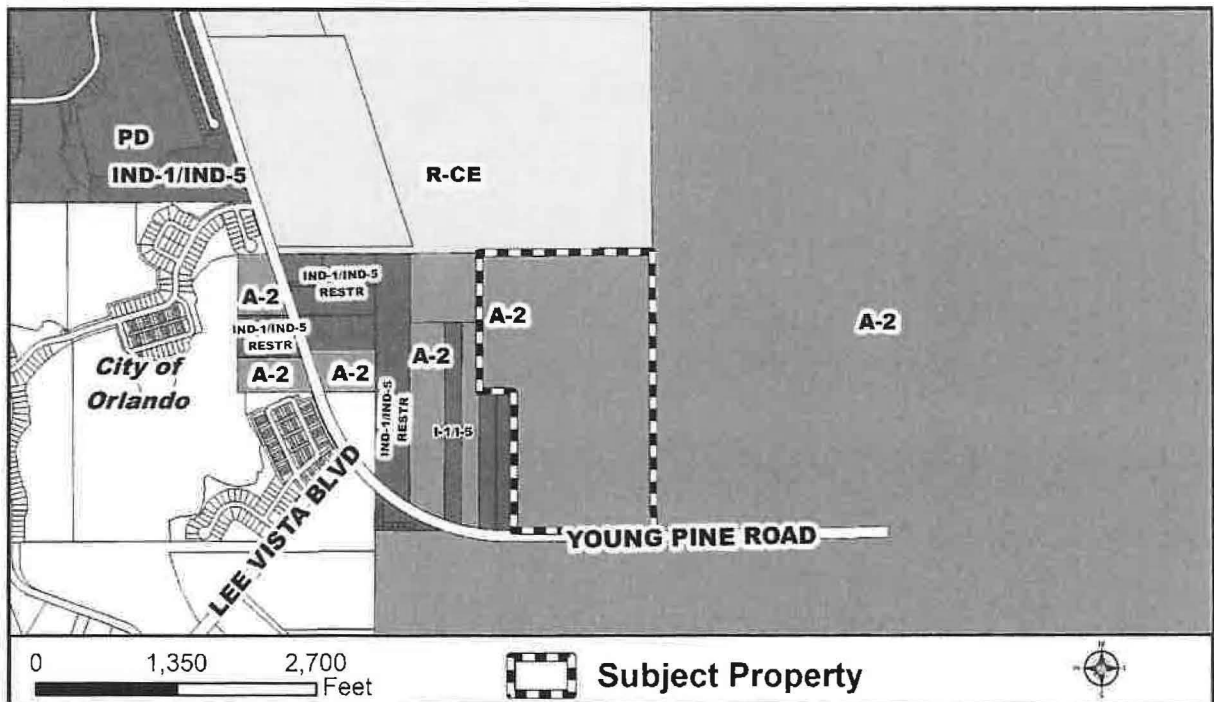 PD
IND-1/IND-5
R-CE
IND-1/IND-5
RESTR
A-2
IND-1/IND-5
RESTR
A-2
A-2
A-2
A-2
A-2
City of
Orlando
IND-1/IND-5
RESTR
I-1/I-5
LEE VISTA BLVD
YOUNG PINE ROAD
0 1,350 2,700
Feet
Subject Property